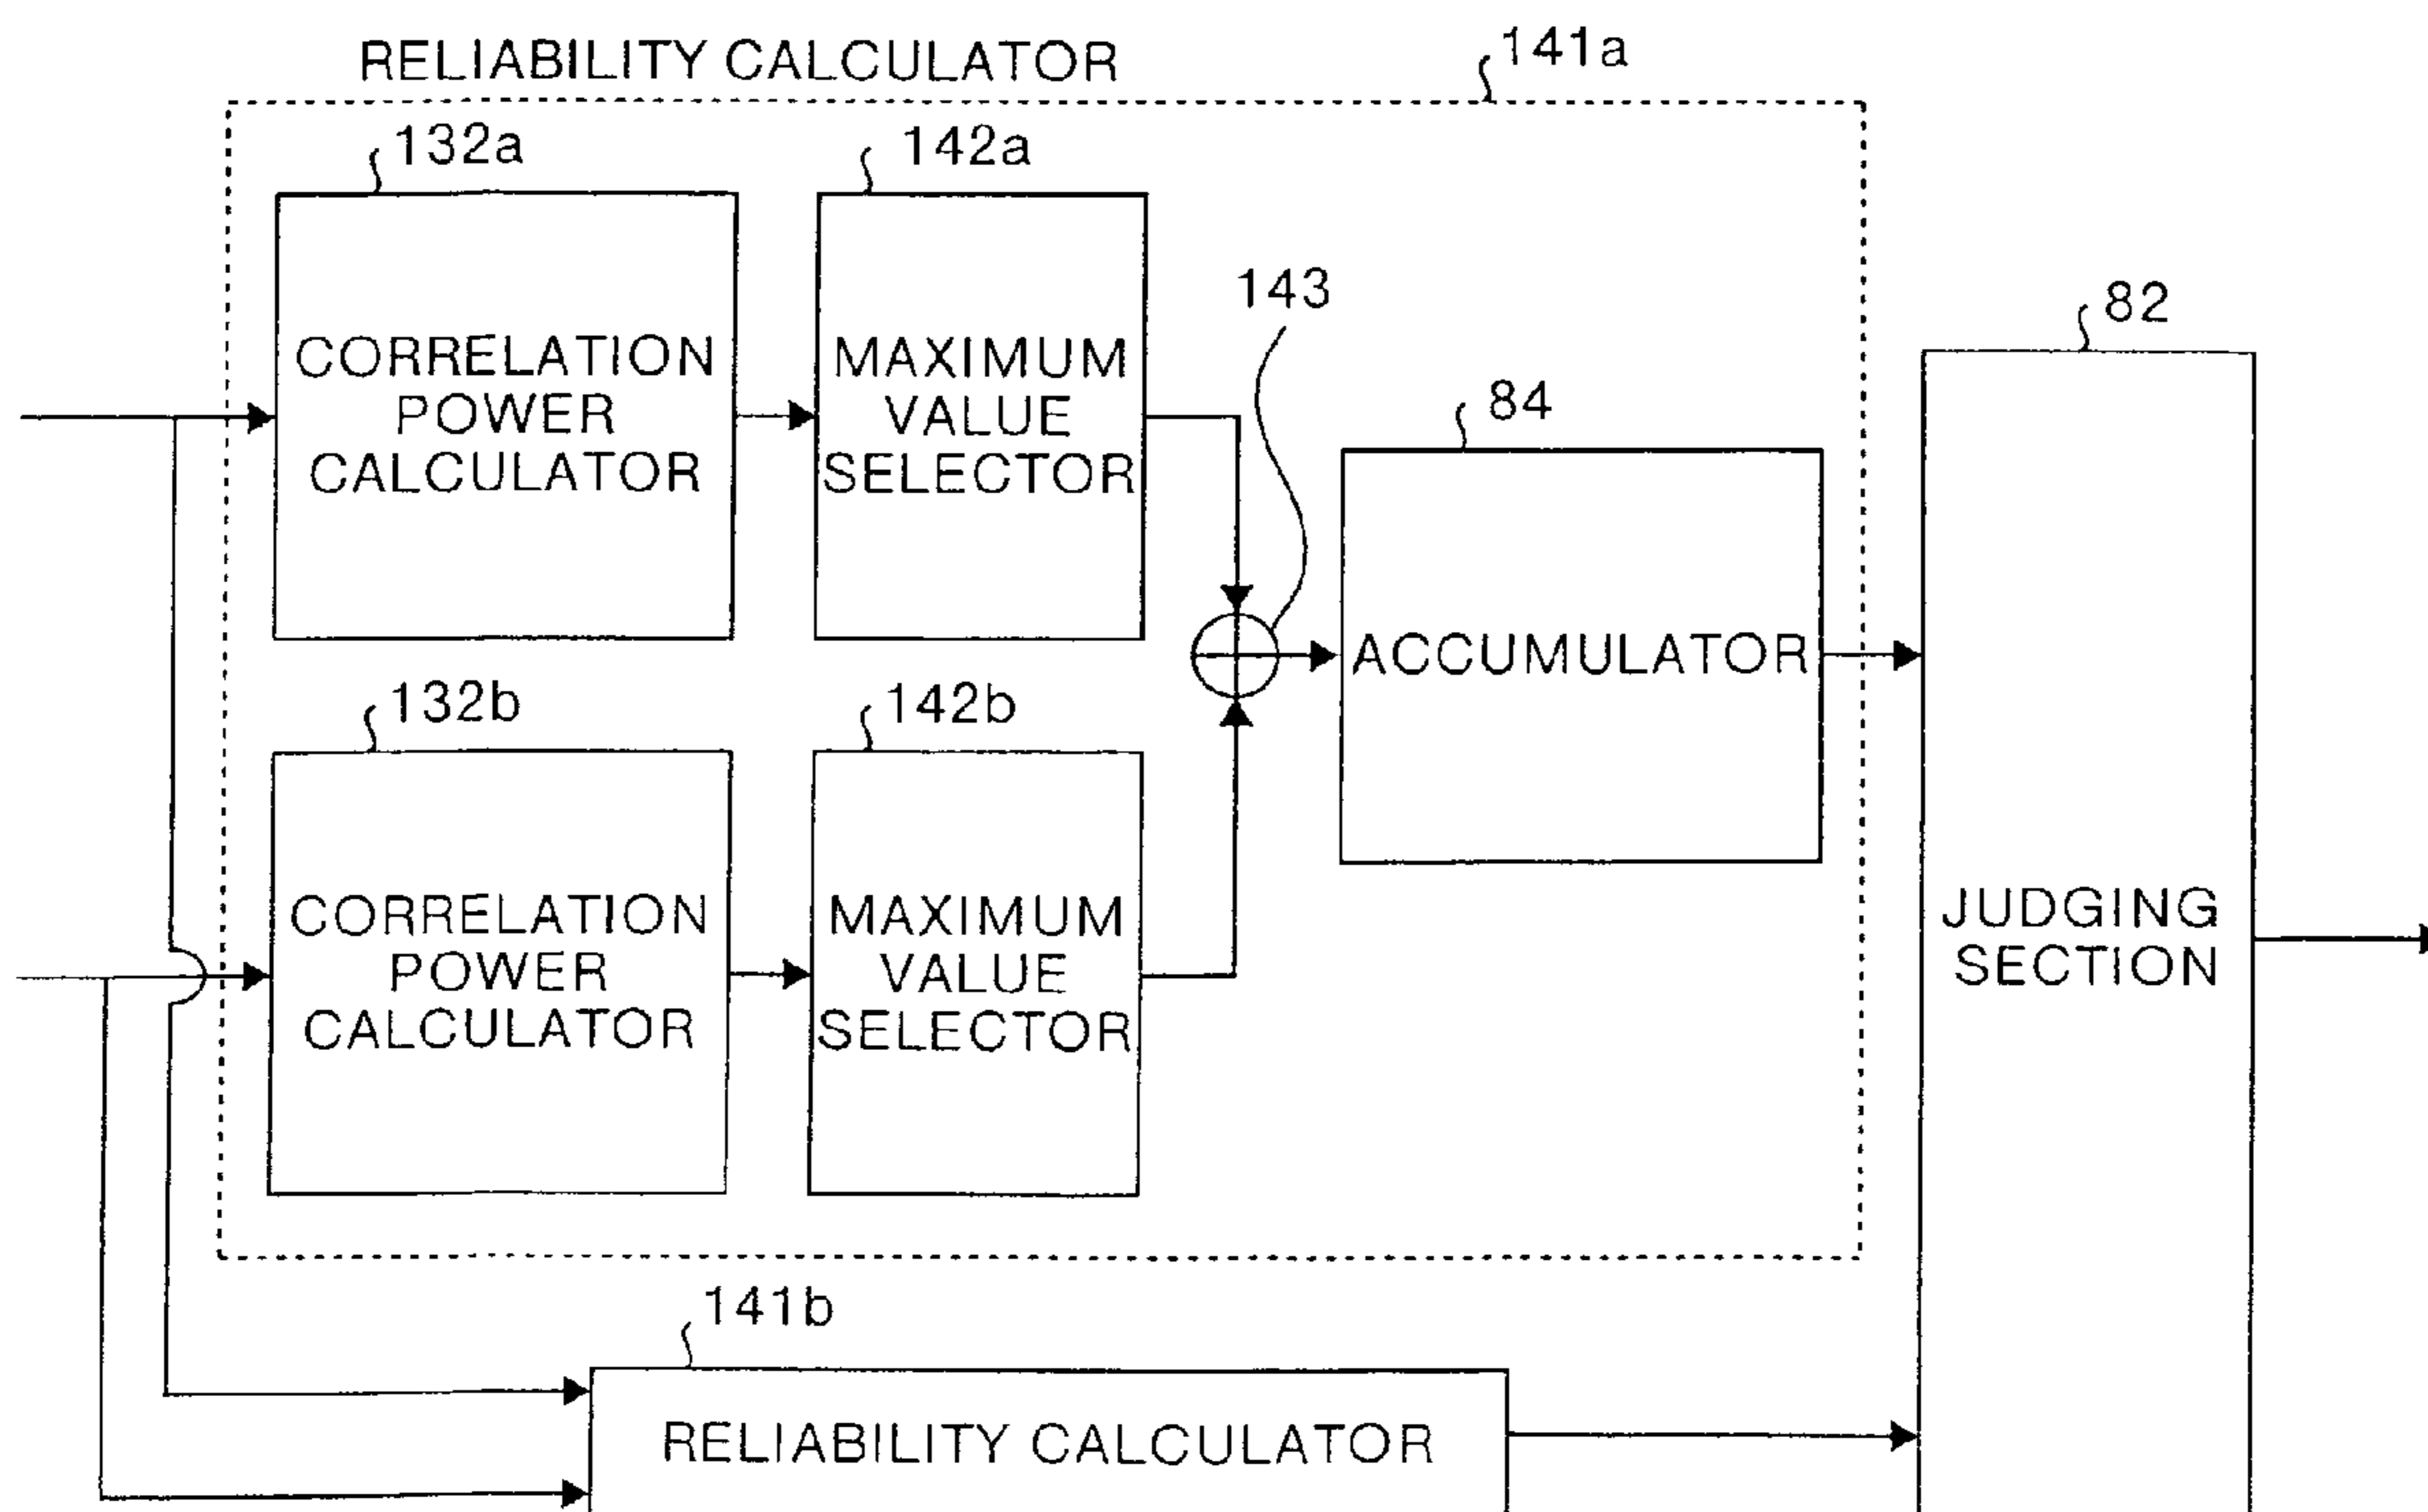 RELIABILITY CALCULATOR
141a
132a
142a
CORRELATION
POWER
CALCULATOR
MAXIMUM
VALUE
SELECTOR
143
84
ACCUMULATOR
82
JUDGING
SECTION
132b
142b
CORRELATION
POWER
CALCULATOR
MAXIMUM
VALUE
SELECTOR
141b
RELIABILITY CALCULATOR